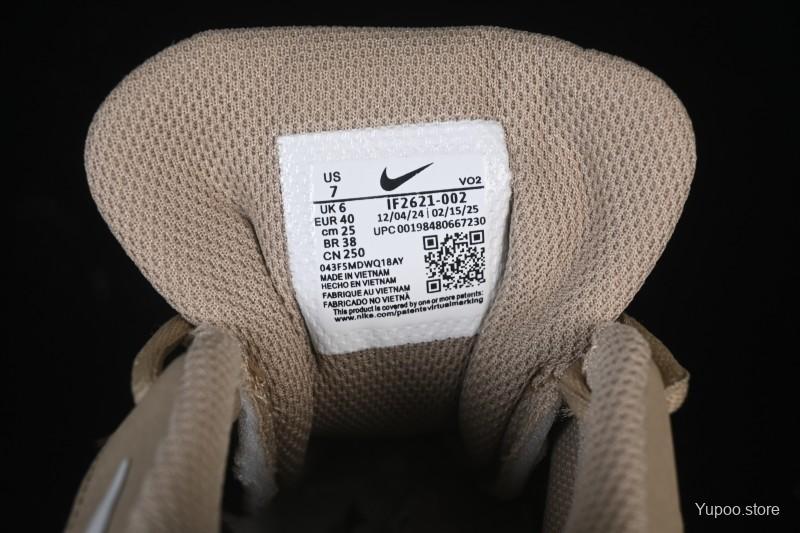 US
7
VO2
UK 6
IF2621-002
EUR 40
12/04/24 | 02/15/25
cm 25
UPC 00198480667230
BR 38
CN 250
043F5MDWQ18AY
MADE IN VIETNAM
HECHO EN VIETNAM
FABRIQUE AU VIETNAM
FABRICADO NO VIETNÃ
This product is covered by one or more patents:
www.nike.com/patentsvirtualmarking
Yupoo.store